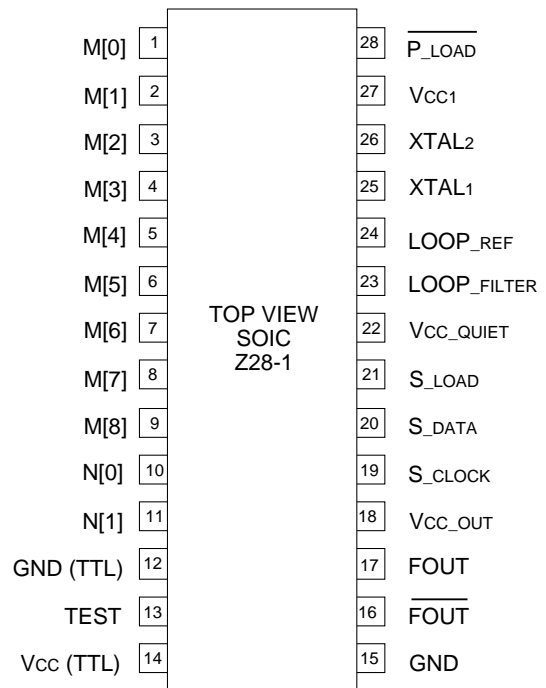 M[0] 1 28 P_LOAD
M[1] 2 27 VCC1
M[2] 3 26 XTAL2
M[3] 4 25 XTAL1
M[4] 5 24 LOOP_REF
M[5] 6 23 LOOP_FILTER
TOP VIEW
SOIC
Z28-1
M[6] 7 22 VCC_QUIET
M[7] 8 21 S_LOAD
M[8] 9 20 S_DATA
N[0] 10 19 S_CLOCK
N[1] 11 18 VCC_OUT
GND (TTL) 12 17 FOUT
TEST 13 16 FOUT
VCC (TTL) 14 15 GND